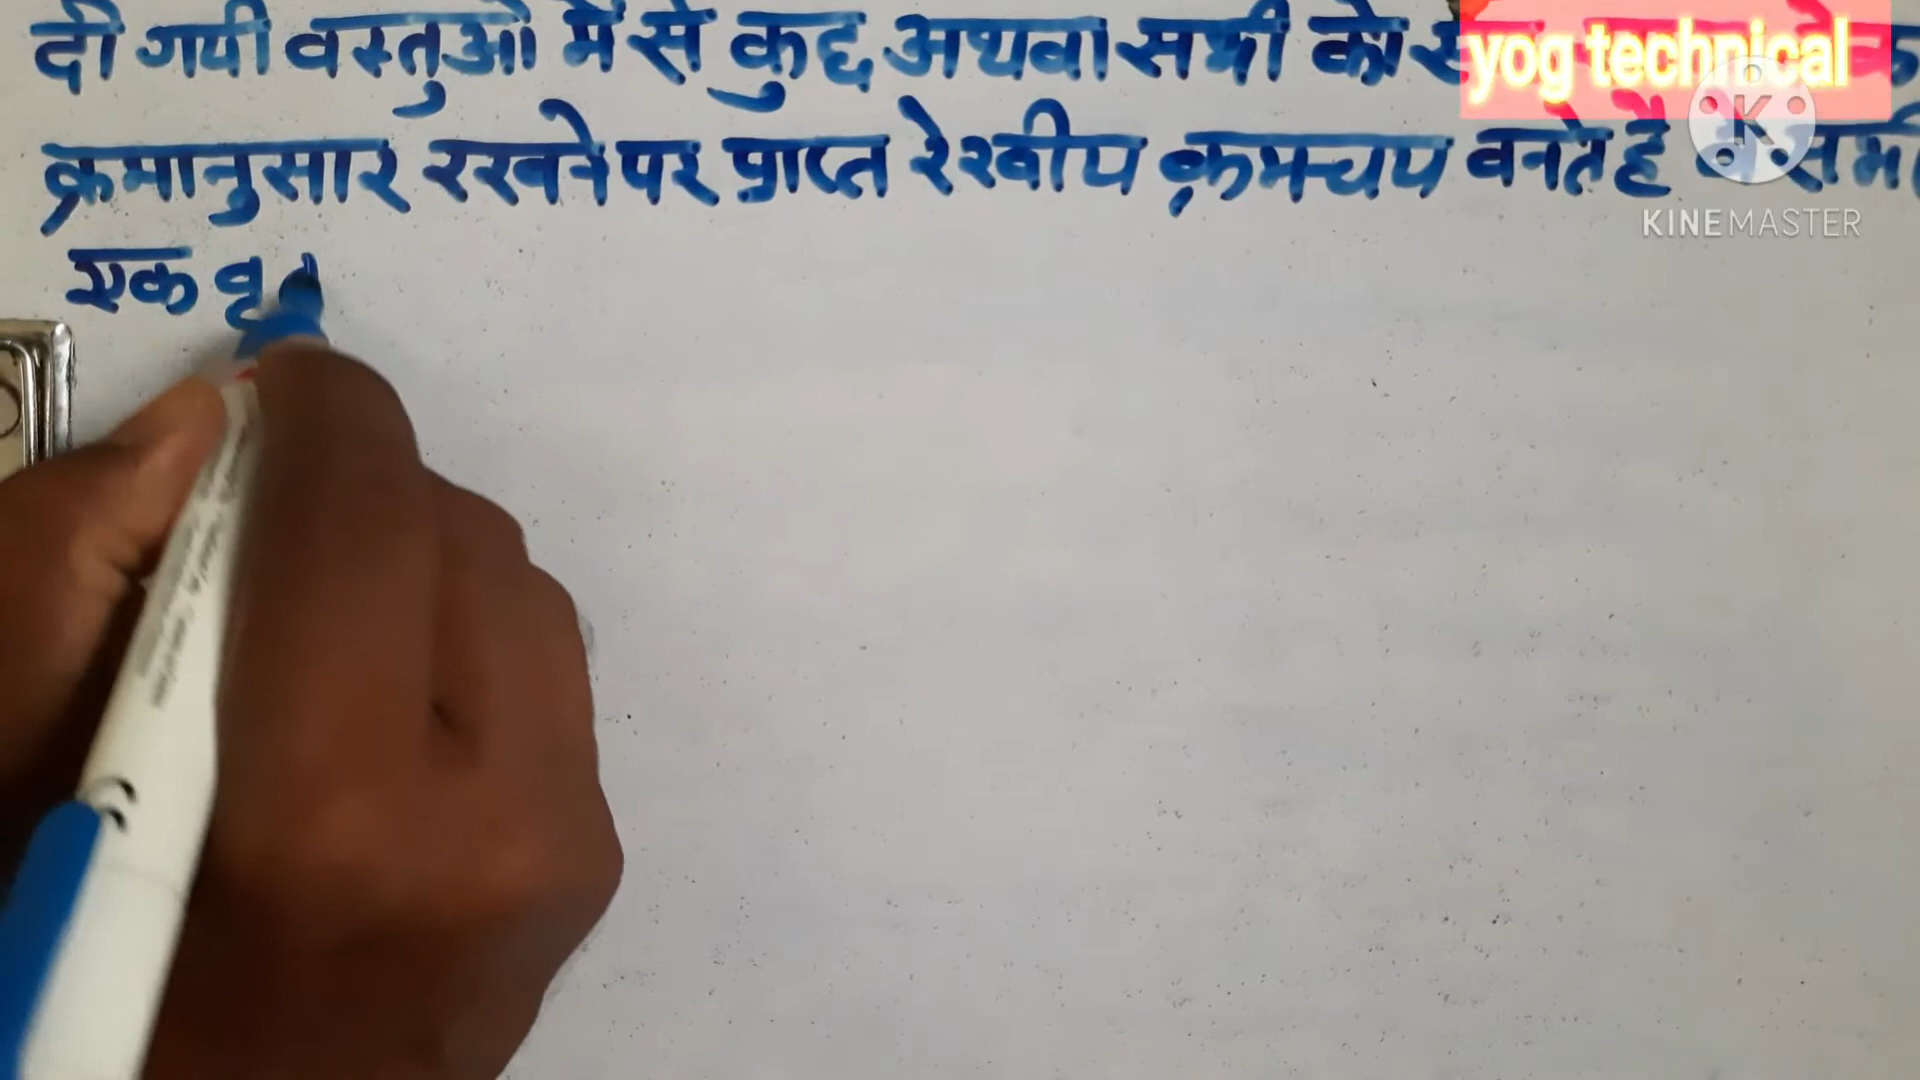 दी गयी वस्तुओं में से कुछ अथवा सभी को
yog technical
क्रमानुसार रखने पर प्राप्त रेखीय क्रमचय बनते है
KINEMASTER
एक